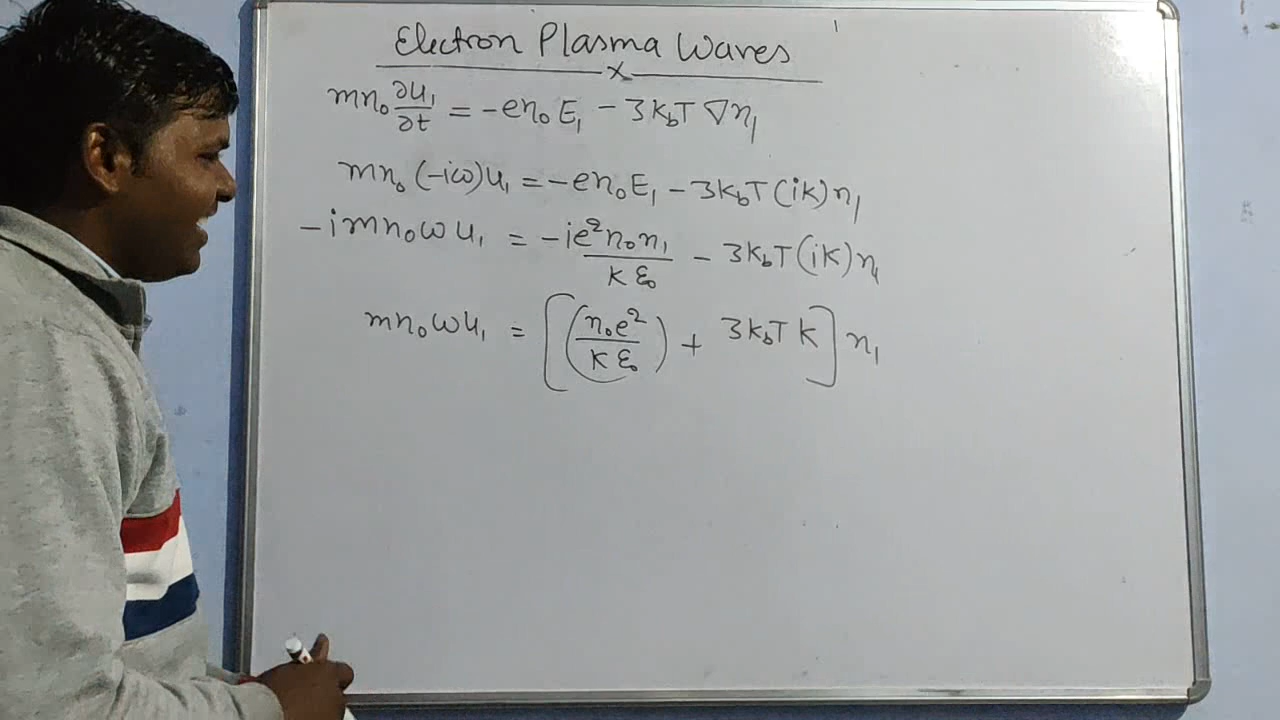 Electron Plasma Waves
mn₀ ∂u₁/∂t = -en₀E₁ - 3k_bT ∇n₁
mn₀(-iω)u₁ = -en₀E₁ - 3k_bT(ik)n₁
-imn₀ωu₁ = -ie²n₀n₁/kε₀ - 3k_bT(ik)n₁
mn₀ωu₁ = [(n₀e²/kε₀) + 3k_bTk]n₁